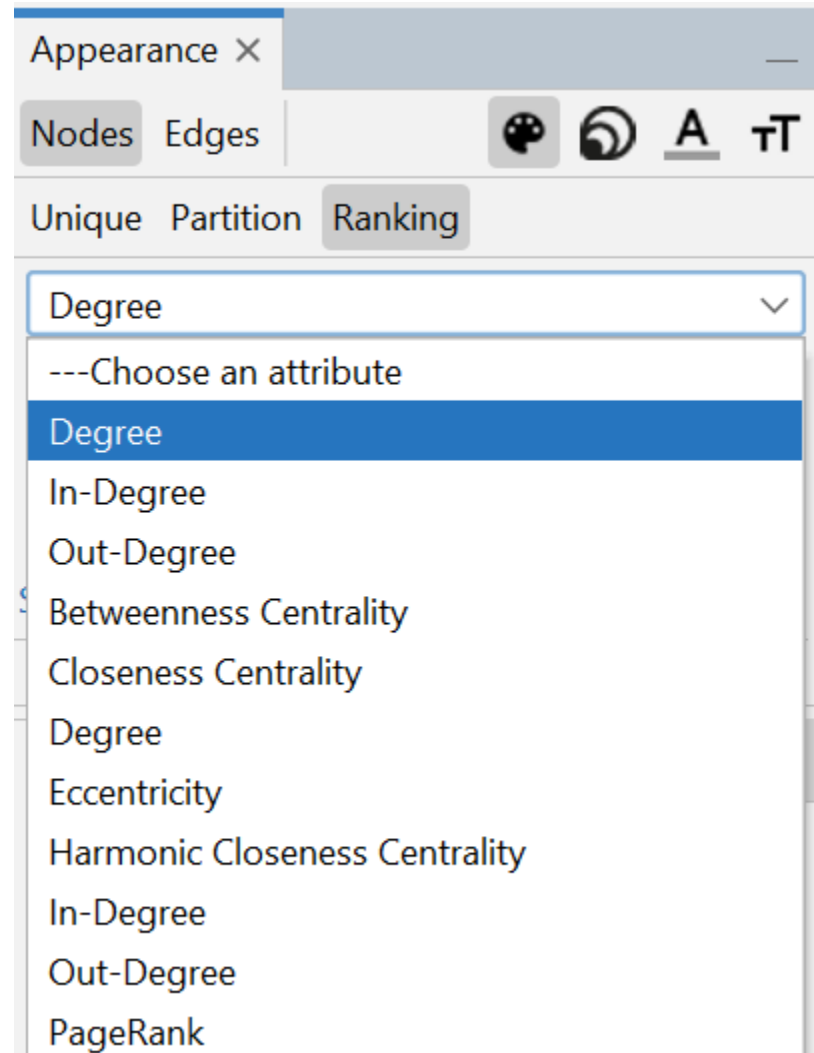 Appearance
Nodes Edges A TT
Unique Partition Ranking
Degree
---Choose an attribute
Degree
In-Degree
Out-Degree
Betweenness Centrality
Closeness Centrality
Degree
Eccentricity
Harmonic Closeness Centrality
In-Degree
Out-Degree
PageRank